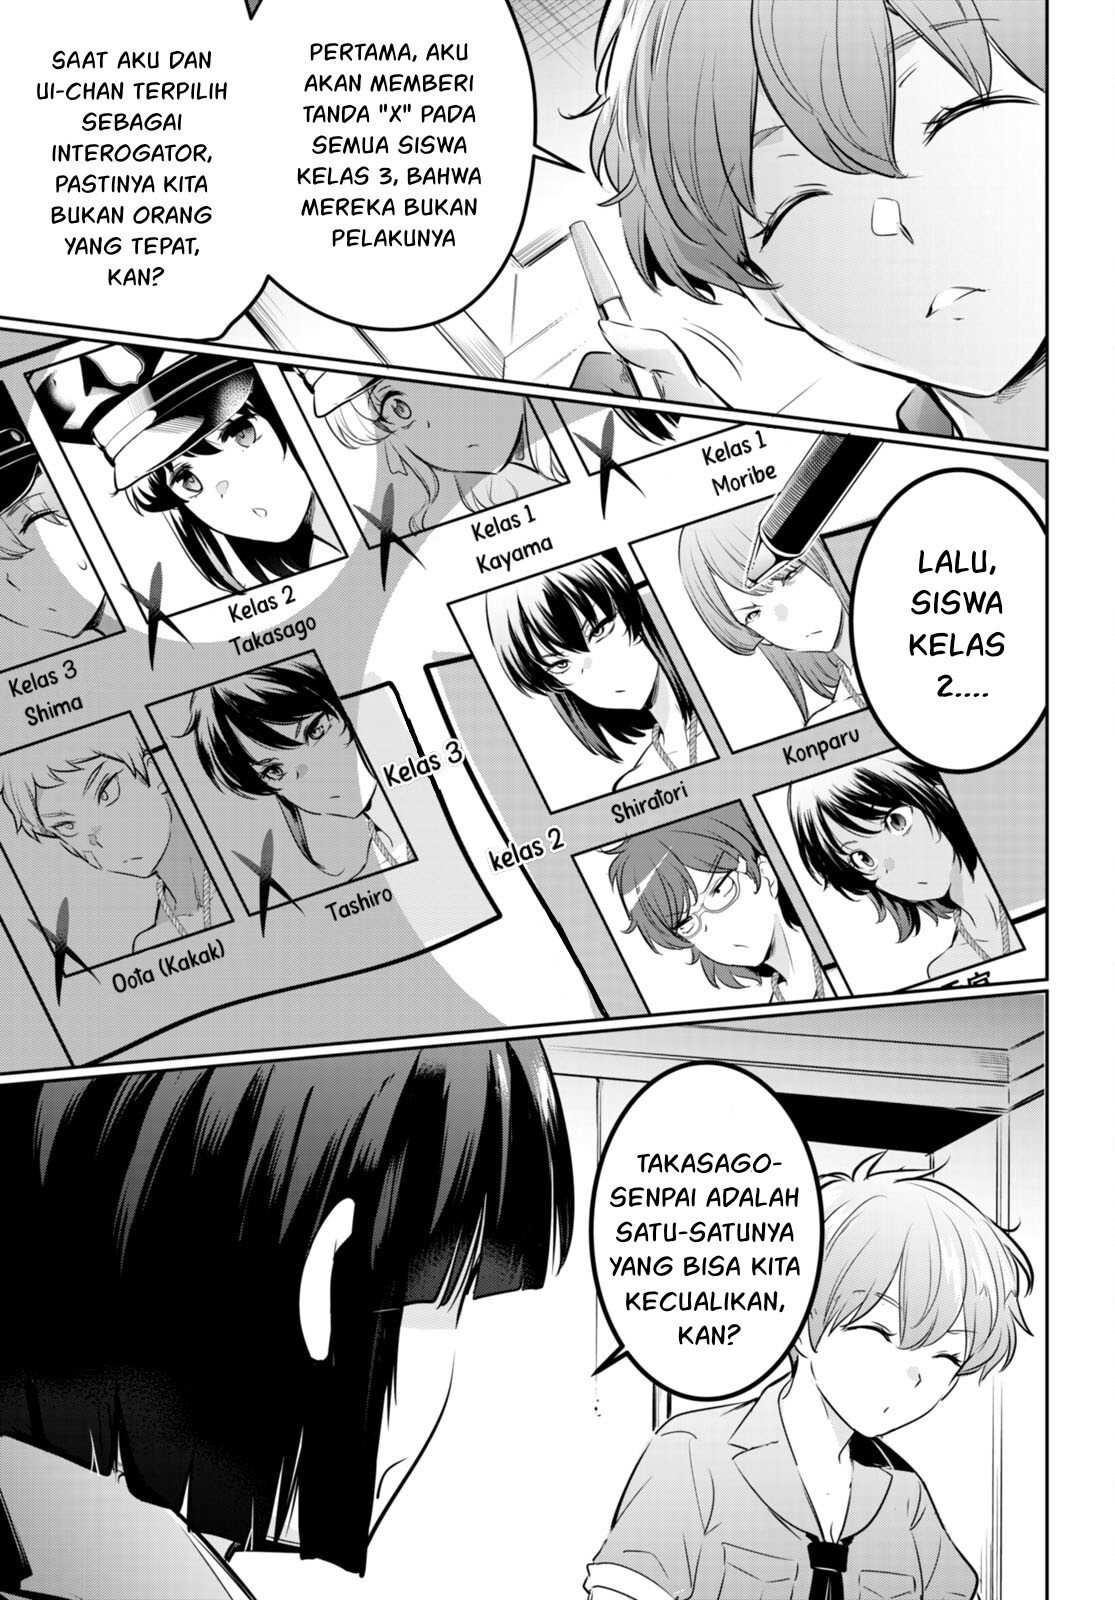 PERTAMA, AKU
AKAN MEMBERI
TANDA "X" PADA
SEMUA SISWA
KELAS 3, BAHWA
MEREKA BUKAN
PELAKUNYA
SAAT AKU DAN
UI-CHAN TERPILIH
SEBAGAI
INTEROGATOR,
PASTINYA KITA
BUKAN ORANG
YANG TEPAT,
KAN?
Kelas 1
Moribe
Kelas 1
Kayama
Kelas 2
Takasago
Kelas 3
Shima
LALU,
SISWA
KELAS
2....
Konparu
Shiratori
Kelas 3
kelas 2
Tashiro
Oota (Kakak)
TAKASAGO-
SENPAI ADALAH
SATU-SATUNYA
YANG BISA KITA
KECUALIKAN,
KAN?